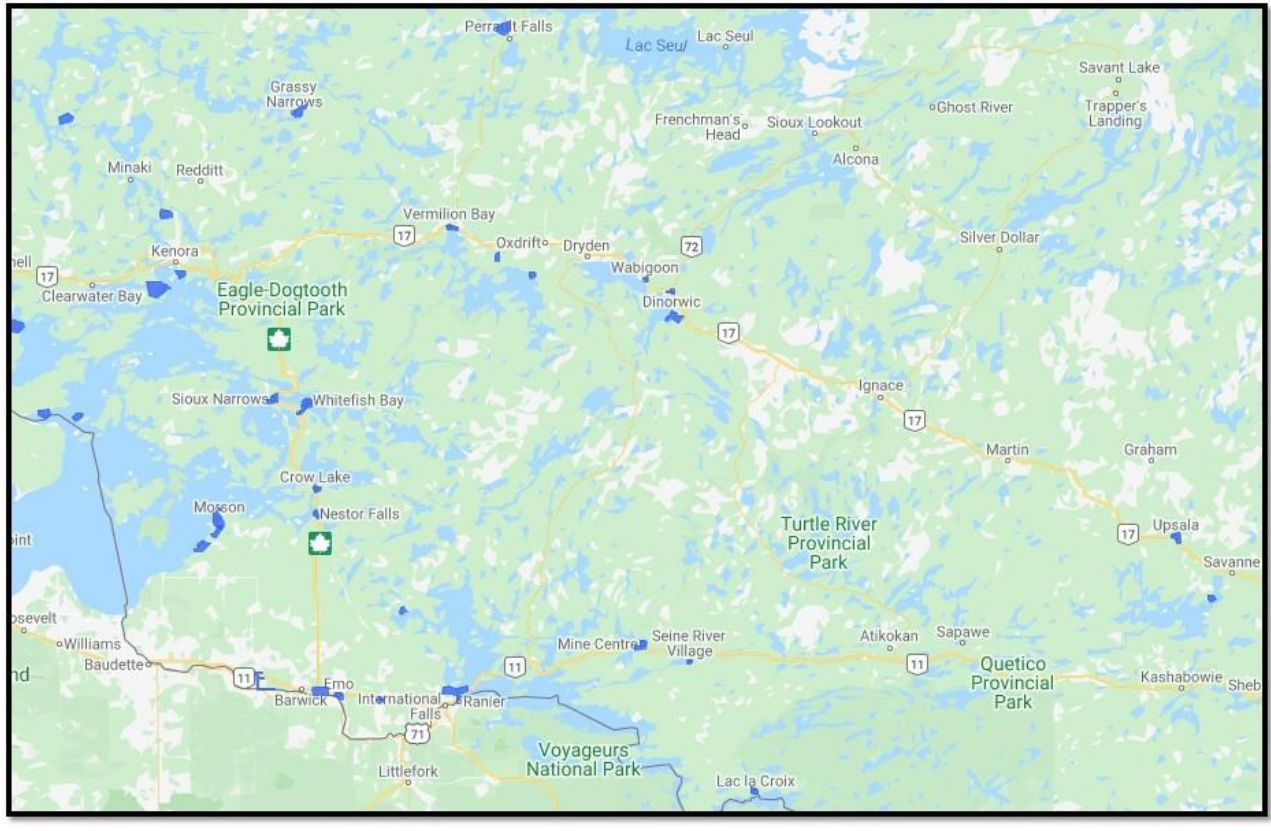 Perrault Falls
Lac Seul
Lac Seul
Savant Lake
Grassy
Narrows
Trapper's
Landing
Ghost River
Frenchman's
Head
Sioux Lookout
Alcona
Minaki
Redditt
Vermilion Bay
17
Oxdrift
Dryden
72
Silver Dollar
Kenora
Wabigoon
17
Clearwater Bay
Eagle-Dogtooth
Provincial Park
Dinorwic
17
Ignace
Sioux Narrows
Whitefish Bay
17
Martin
Graham
Crow Lake
Morson
Nestor Falls
Turtle River
Provincial
Park
17
Upsala
oint
Savanne
osevelt
Williams
Baudette
Mine Centre
Seine River
Village
Atikokan
Sapawe
11
11
nd
11
Quetico
Provincial
Park
Kashabowie
Sheb
Emo
Barwick
International
Falls
Ranier
71
Voyageurs
National Park
Littlefork
Lac la Croix